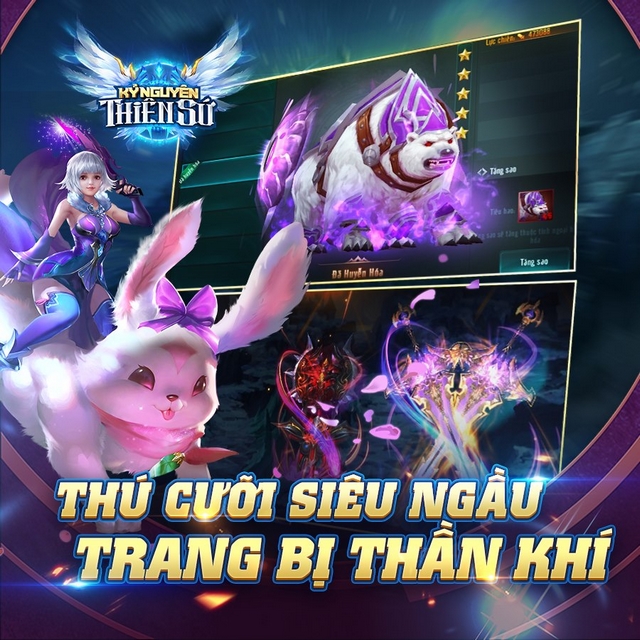 KỶ NGUYÊN
THIÊN SỨ
Lực chiến:
Tăng sao
Tiêu hao:
Tăng sao
Đã Huyễn Hóa
THÚ CƯỠI SIÊU NGẦU
TRANG BỊ THẦN KHÍ